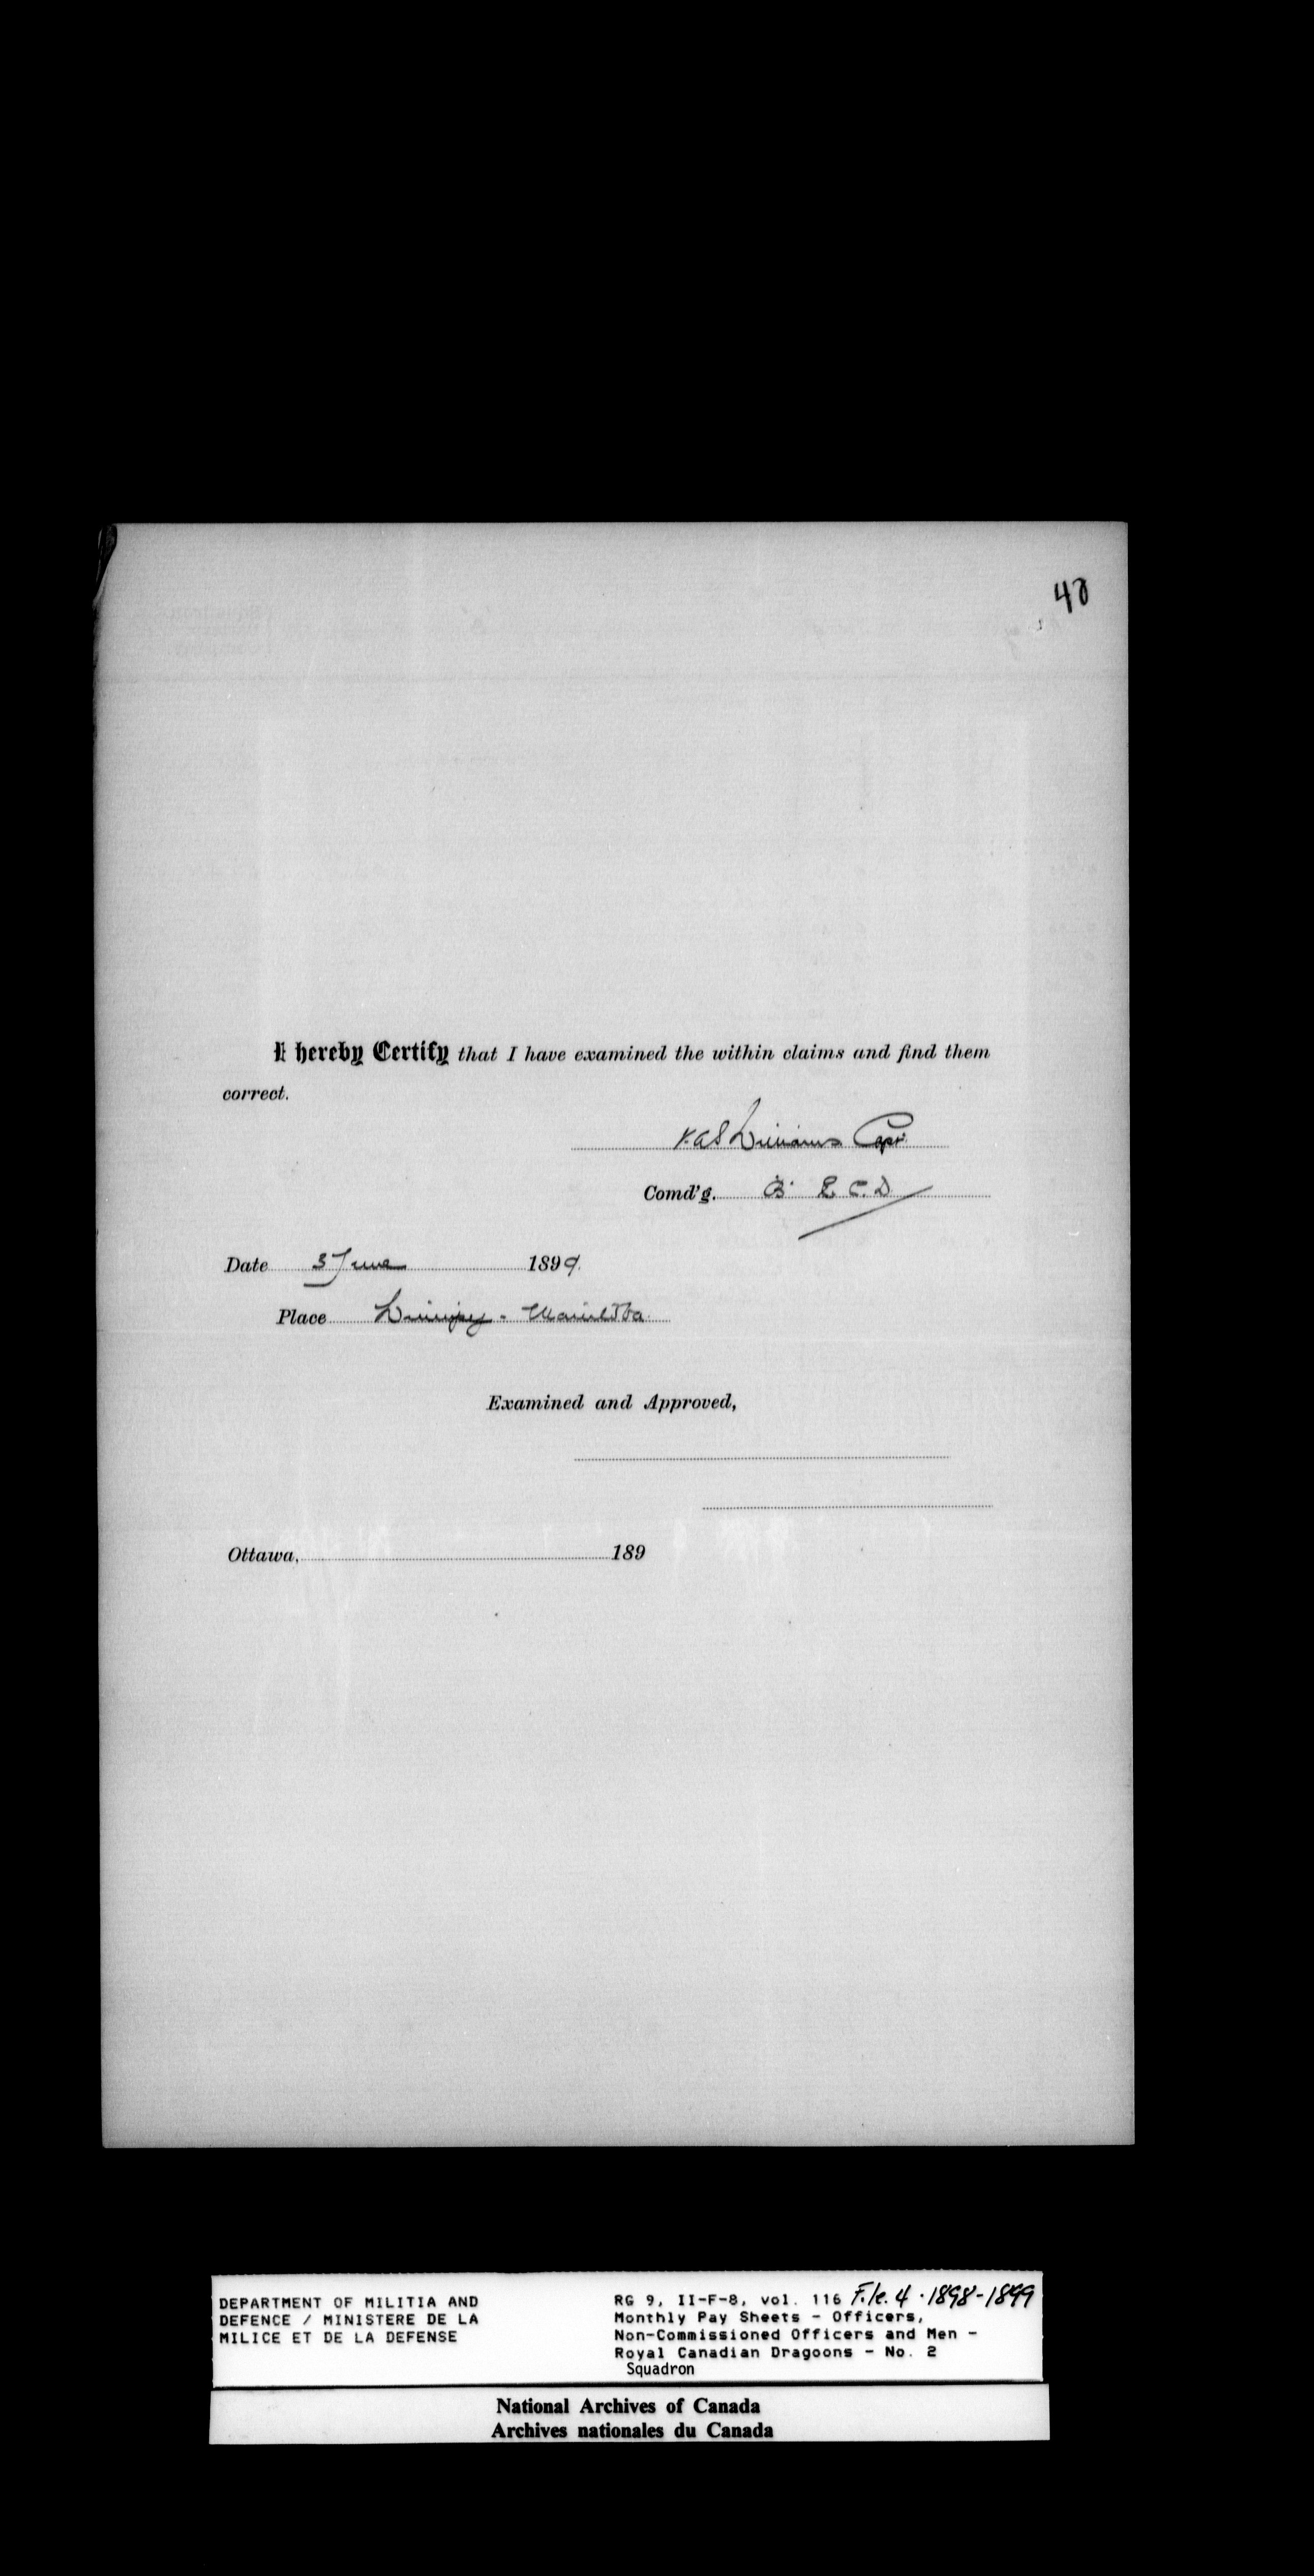 48
I hereby Certify that I have examined the within claims and find them
correct.
V.A.S Williams Capt.
Comd'g. B. R. C. D
Date 3 June 1899.
Place Winnipeg - Manitoba
Examined and Approved,
Ottawa, 189
DEPARTMENT OF MILITIA AND
DEFENCE / MINISTERE DE LA
MILICE ET DE LA DEFENSE
RG 9, II-F-8, vol. 116 File 4 · 1898-1899
Monthly Pay Sheets - Officers,
Non-Commissioned Officers and Men -
Royal Canadian Dragoons - No. 2
Squadron
National Archives of Canada
Archives nationales du Canada